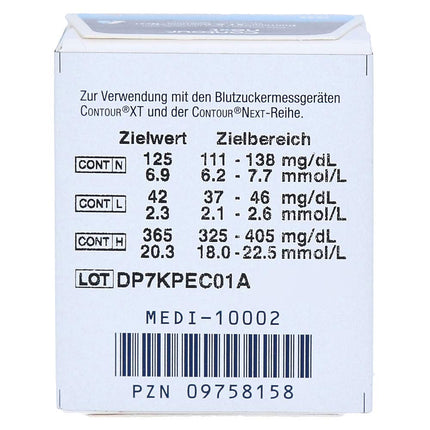 Zur Verwendung mit den Blutzuckermessgeräten
CONTOUR®XT und der CONTOUR®NEXT-Reihe.
Zielwert Zielbereich
CONT N 125 111 - 138 mg/dL
6.9 6.2 - 7.7 mmol/L
CONT L 42 37 - 46 mg/dL
2.3 2.1 - 2.6 mmol/L
CONT H 365 325 - 405 mg/dL
20.3 18.0 - 22.5 mmol/L
LOT DP7KPEC01A
MEDI-10002
PZN 09758158